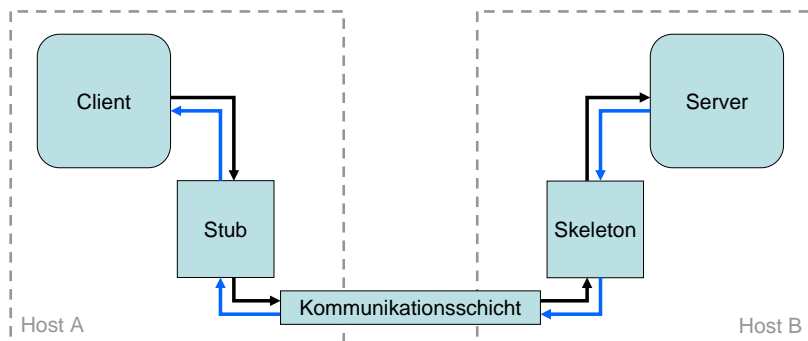 Client
Server
Stub
Skeleton
Kommunikationsschicht
Host A
Host B